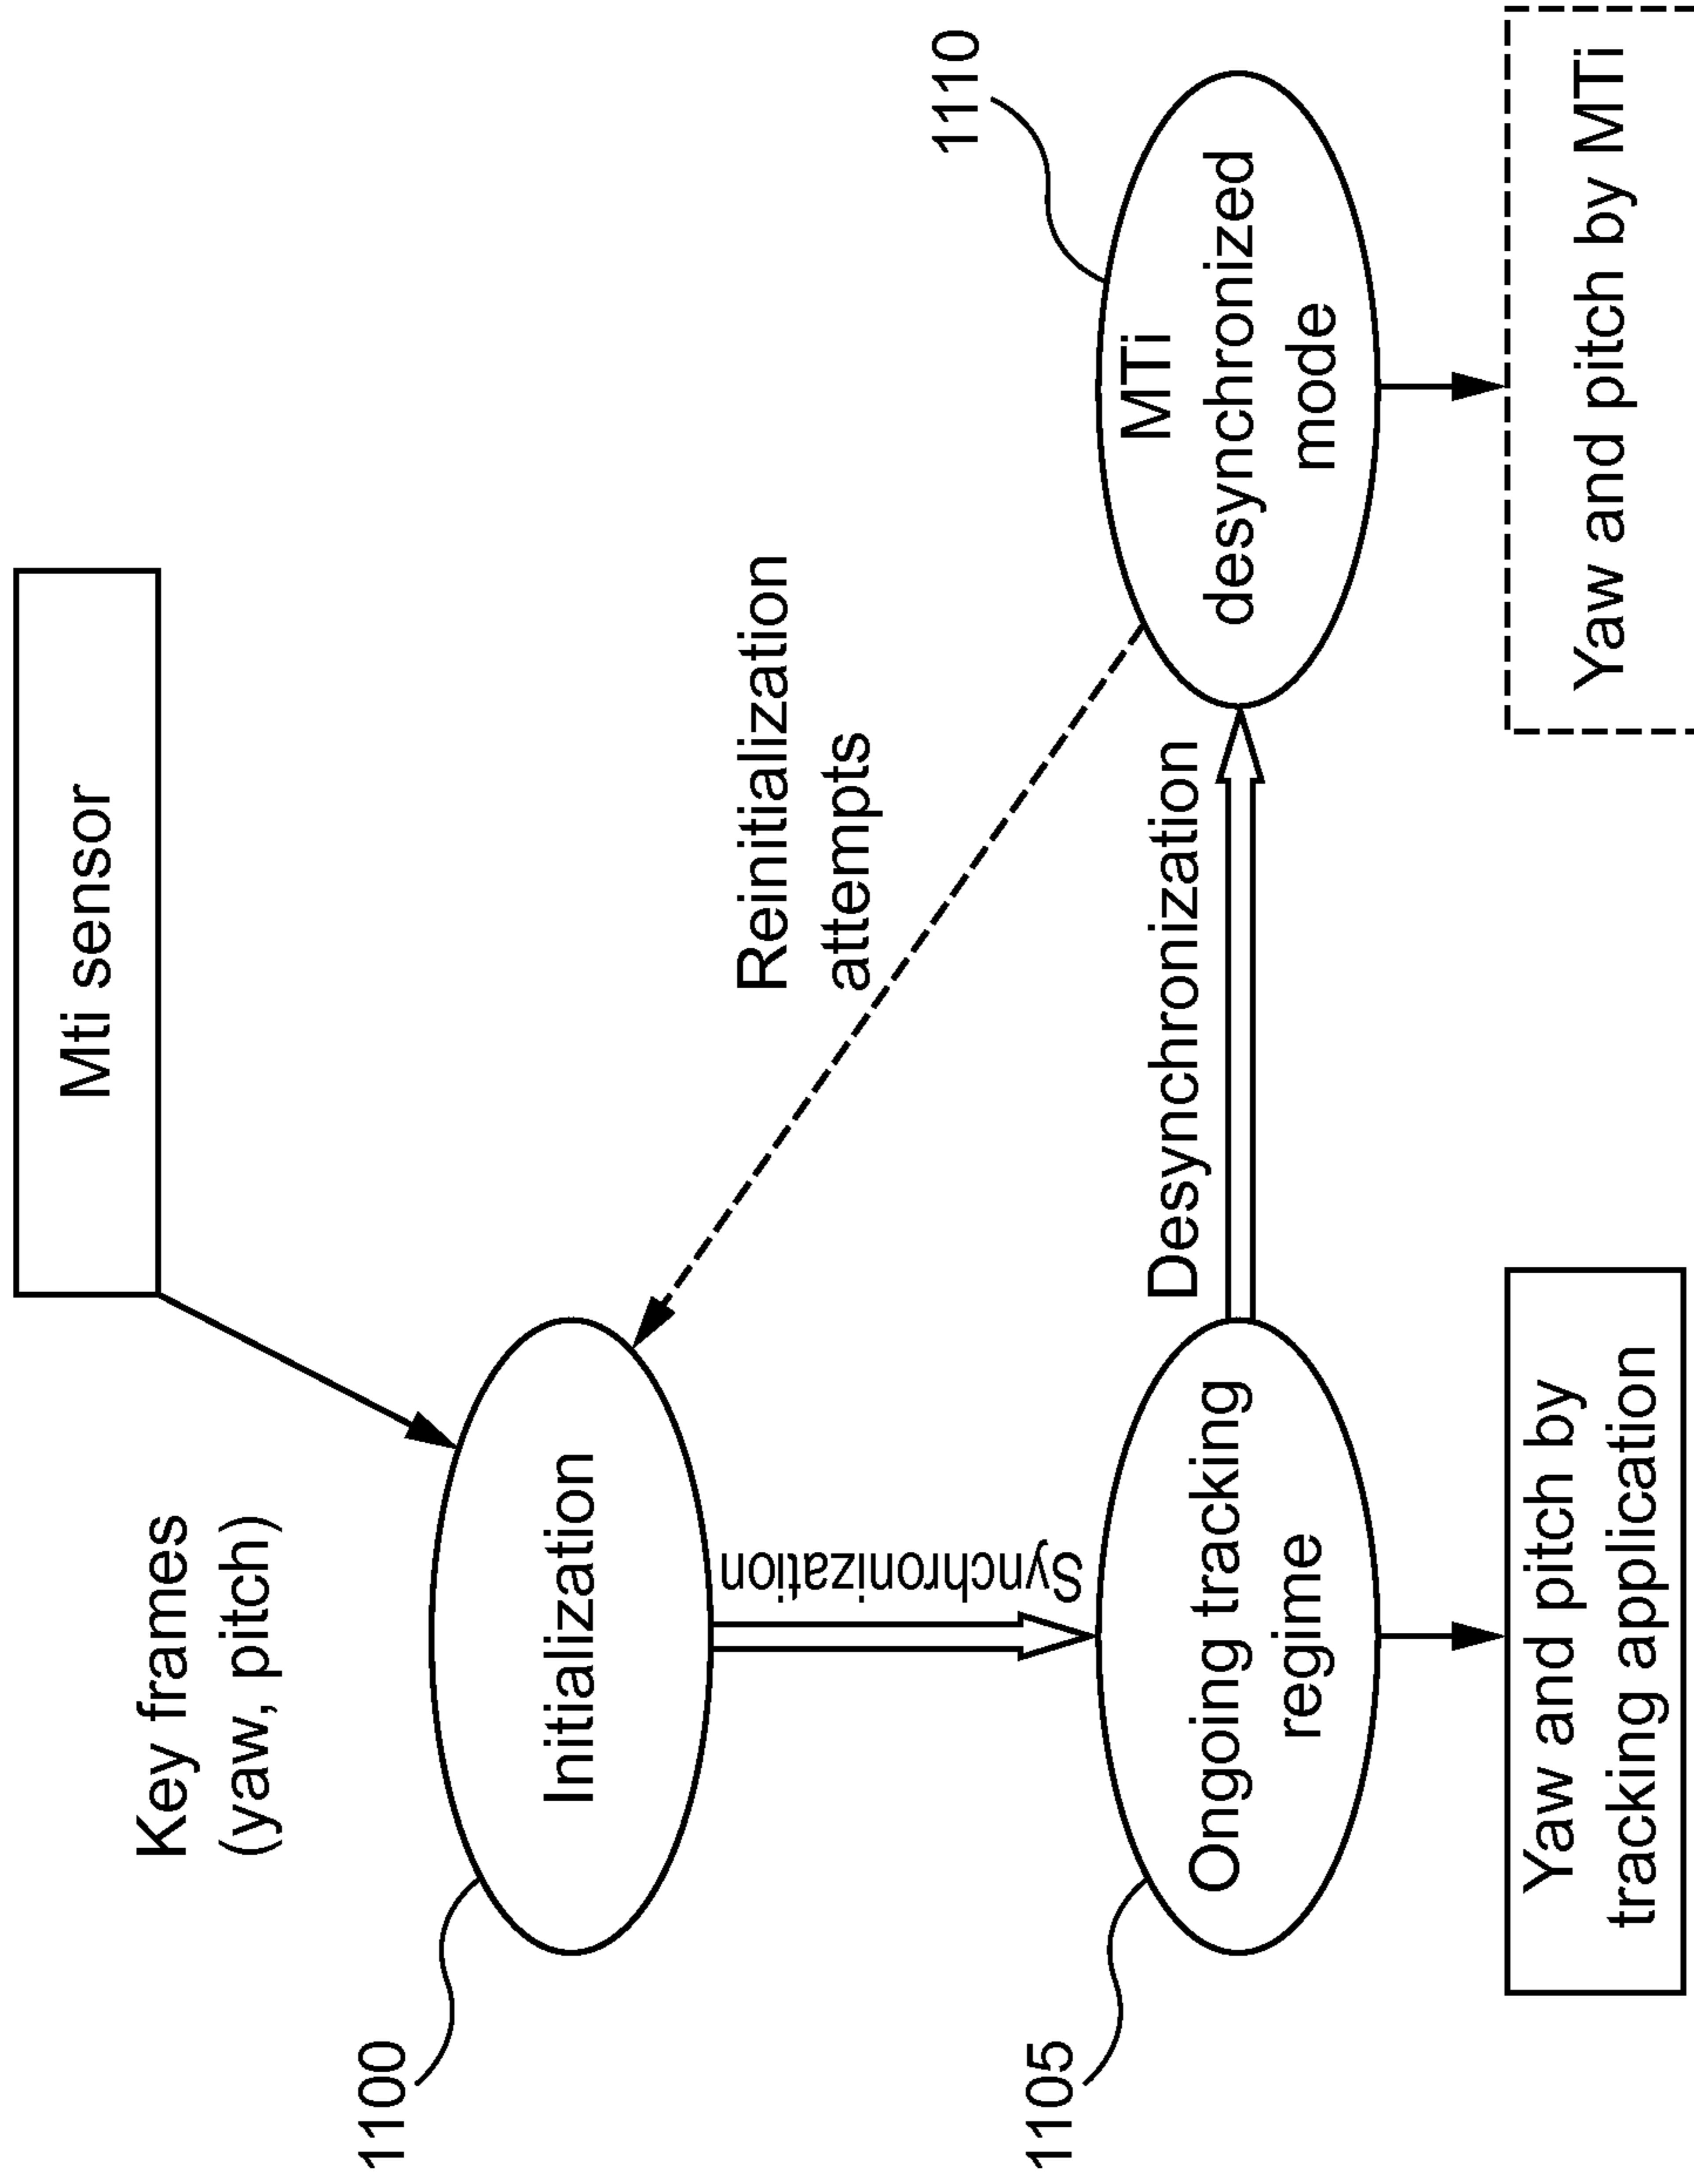 Mti sensor
Key frames
(yaw, pitch)
1100
Initialization
Reinitialization
attempts
Synchronization
1105
Ongoing tracking
regime
Desynchronization
1110
MTi
desynchronized
mode
Yaw and pitch by
tracking application
Yaw and pitch by MTi